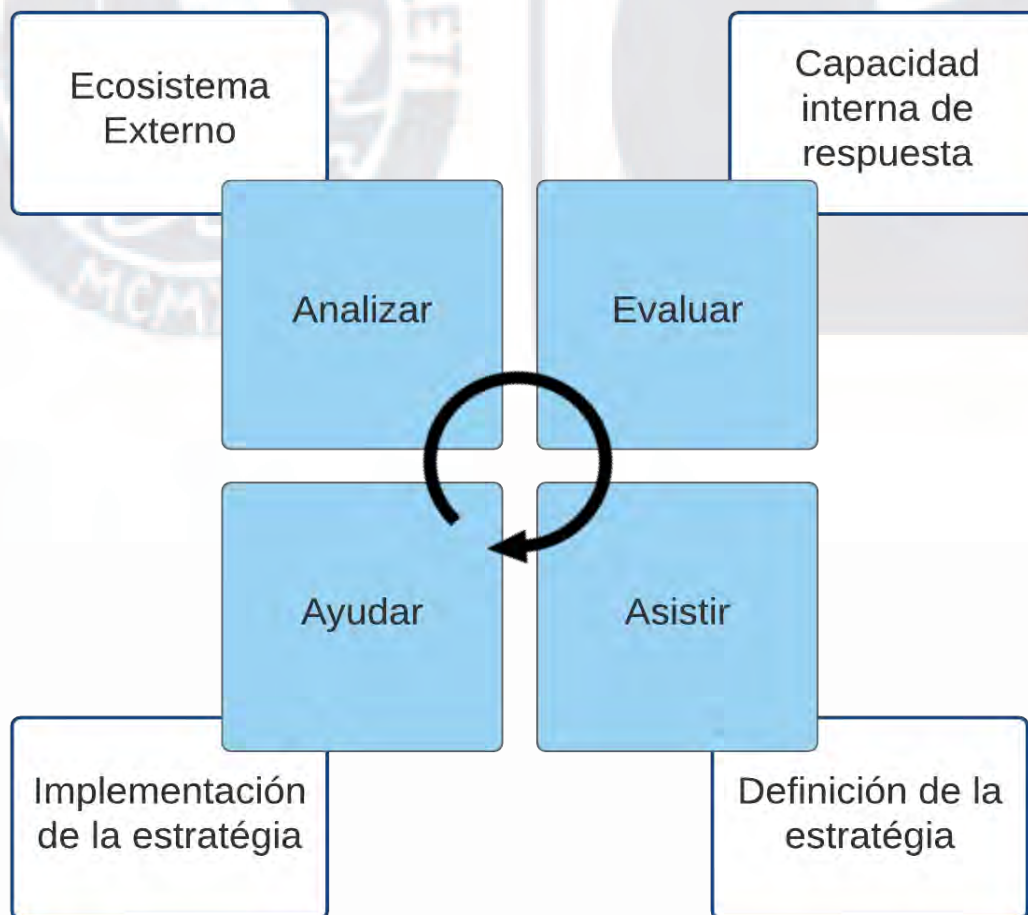 Ecosistema
Externo
Capacidad
interna de
respuesta
Analizar
Evaluar
Ayudar
Asistir
Implementación
de la estratégia
Definición de la
estratégia